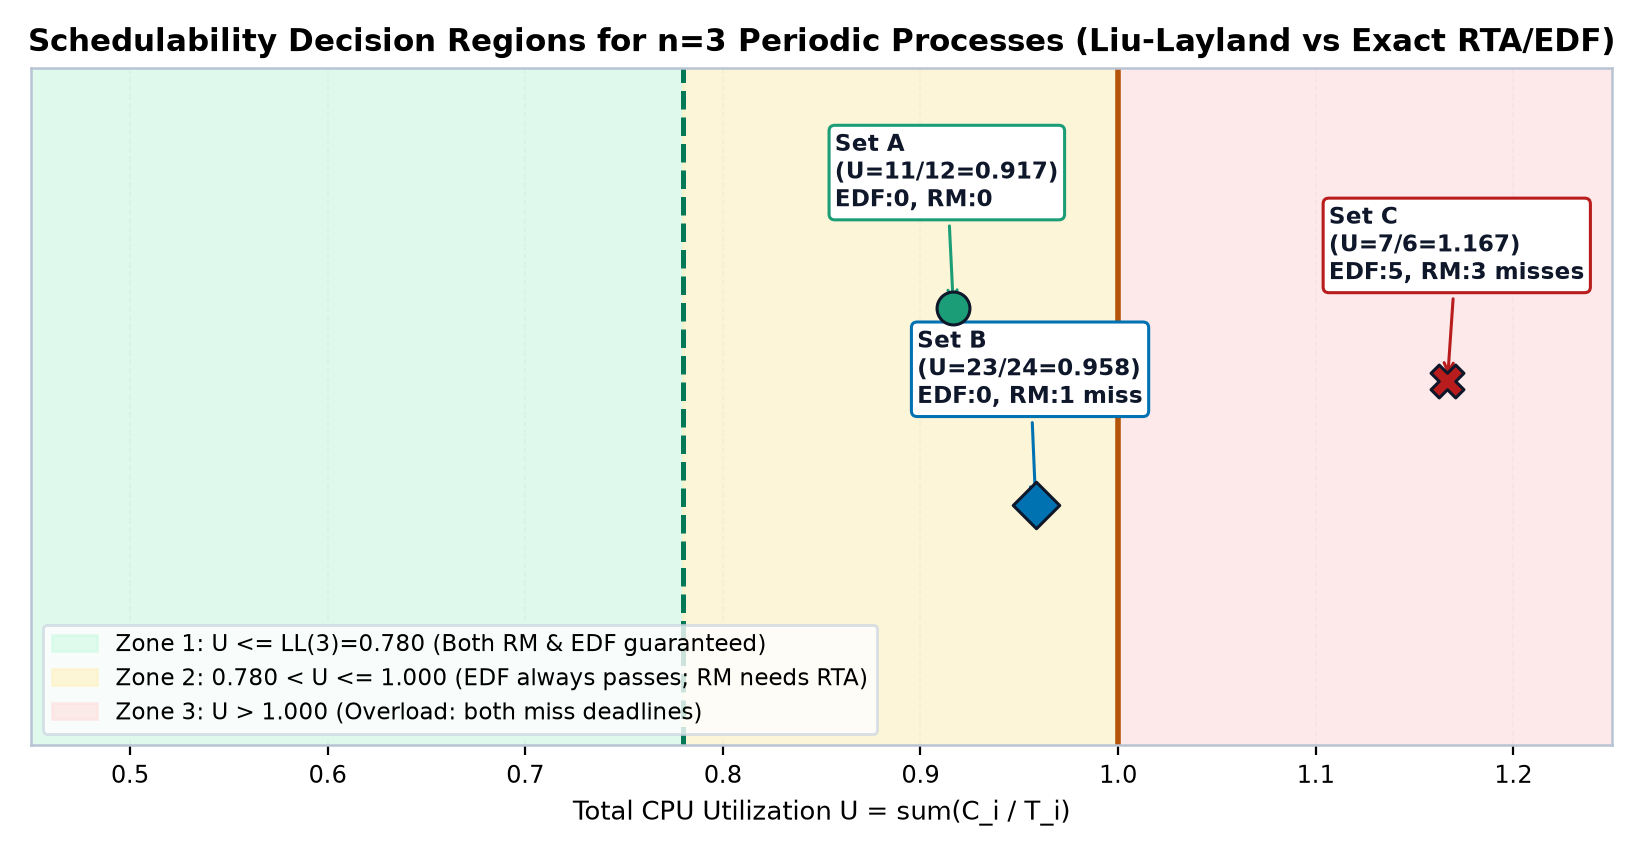 Schedulability Decision Regions for n=3 Periodic Processes (Liu-Layland vs Exact RTA/EDF)
Set A
(U=11/12=0.917)
EDF:0, RM:0
Set C
(U=7/6=1.167)
EDF:5, RM:3 misses
Set B
(U=23/24=0.958)
EDF:0, RM:1 miss
Zone 1: U <= LL(3)=0.780 (Both RM & EDF guaranteed)
Zone 2: 0.780 < U <= 1.000 (EDF always passes; RM needs RTA)
Zone 3: U > 1.000 (Overload: both miss deadlines)
0.5 0.6 0.7 0.8 0.9 1.0 1.1 1.2
Total CPU Utilization U = sum(C_i / T_i)